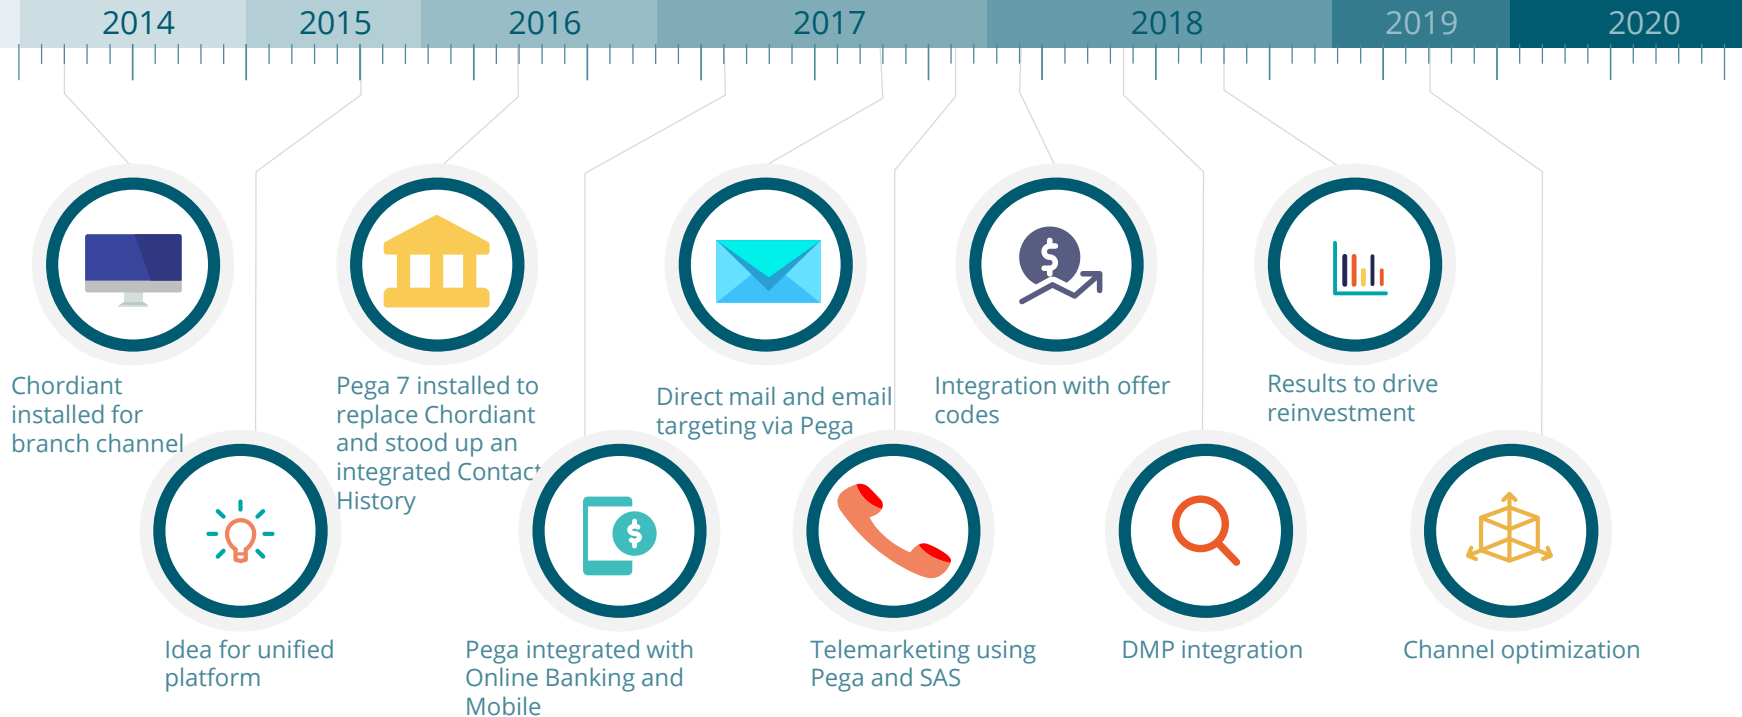 2014
2015
2016
2017
2018
2019
2020
Chordiant
installed for
branch channel
Idea for unified
platform
Pega 7 installed to
replace Chordiant
and stood up an
integrated Contact
History
Pega integrated with
Online Banking and
Mobile
Direct mail and email
targeting via Pega
Telemarketing using
Pega and SAS
Integration with offer
codes
DMP integration
Results to drive
reinvestment
Channel optimization
$
$